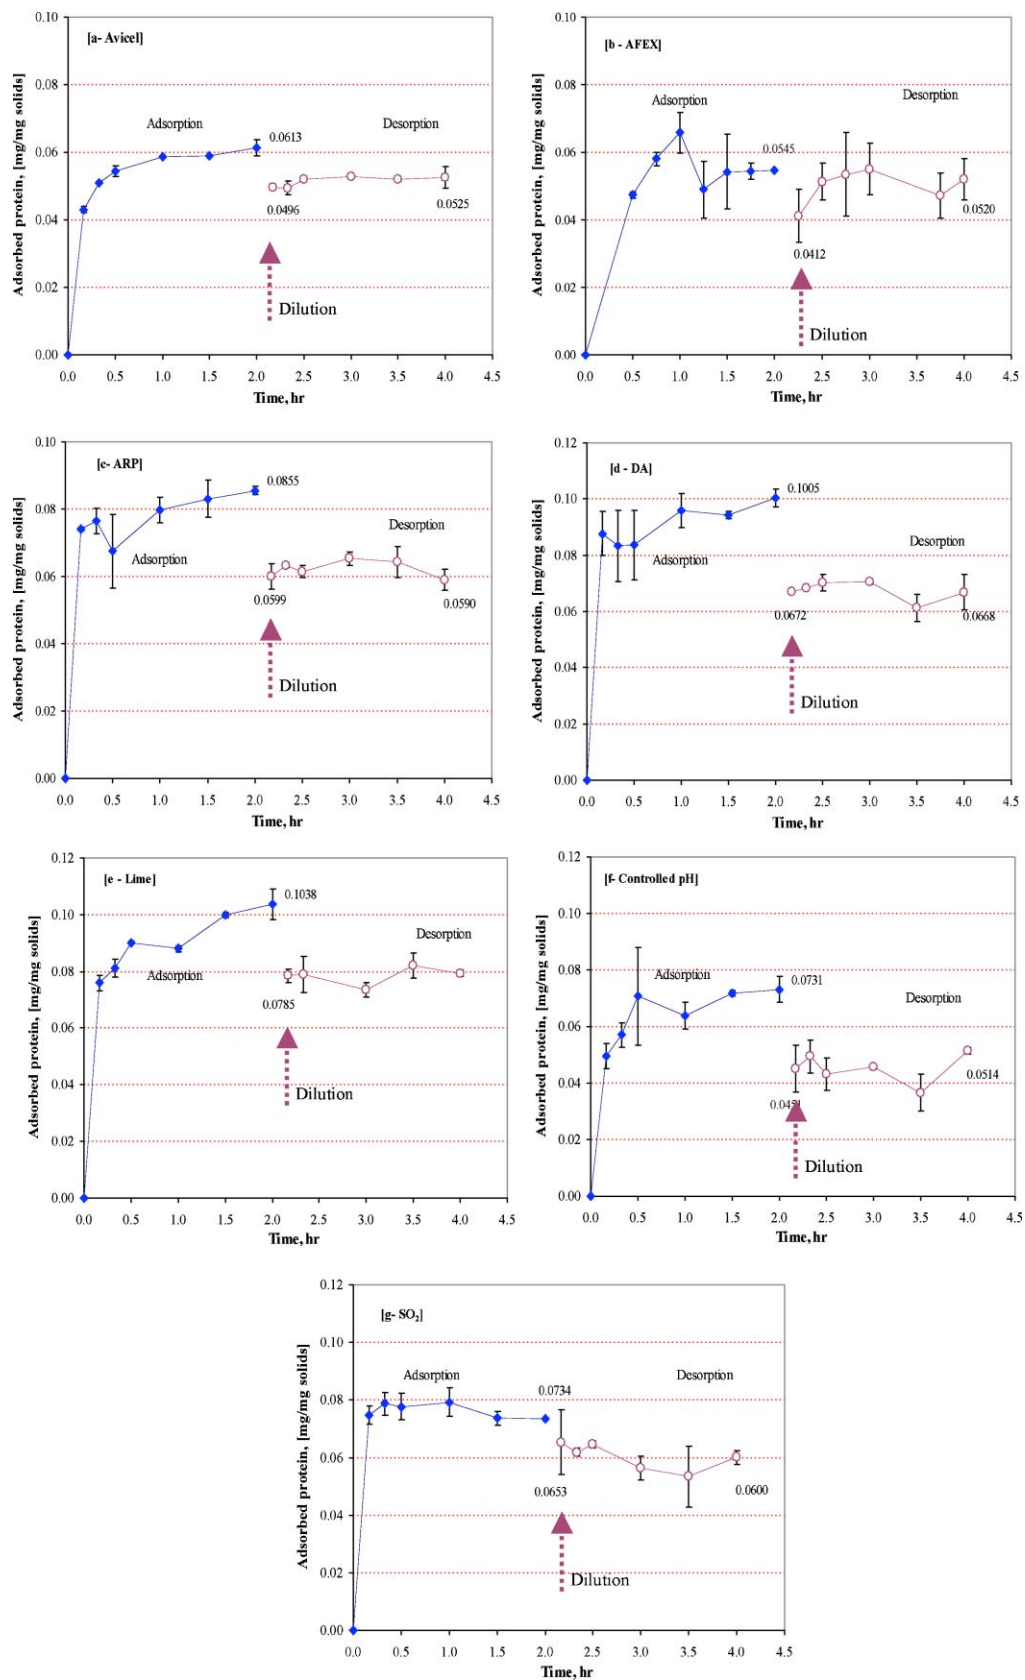 [a- Avicel]
Adsorbed protein, [mg/mg solids]
0.10
0.08
0.06
0.04
0.02
0.00
Adsorption
Desorption
0.0613
0.0496
0.0525
Dilution
0.0 0.5 1.0 1.5 2.0 2.5 3.0 3.5 4.0 4.5
Time, hr
[b - AFEX]
Adsorbed protein, [mg/mg solids]
0.10
0.08
0.06
0.04
0.02
0.00
Adsorption
Desorption
0.0545
0.0412
0.0520
Dilution
0.0 0.5 1.0 1.5 2.0 2.5 3.0 3.5 4.0 4.5
Time, hr
[c- ARP]
Adsorbed protein, [mg/mg solids]
0.10
0.08
0.06
0.04
0.02
0.00
0.0855
Desorption
Adsorption
0.0599
0.0590
Dilution
0.0 0.5 1.0 1.5 2.0 2.5 3.0 3.5 4.0 4.5
Time, hr
[d - DA]
Adsorbed protein, [mg/mg solids]
0.12
0.10
0.08
0.06
0.04
0.02
0.00
0.1005
Desorption
Adsorption
0.0672
0.0668
Dilution
0.0 0.5 1.0 1.5 2.0 2.5 3.0 3.5 4.0 4.5
Time, hr
[e - Lime]
Adsorbed protein, [mg/mg solids]
0.12
0.10
0.08
0.06
0.04
0.02
0.00
0.1038
Desorption
Adsorption
0.0785
Dilution
0.0 0.5 1.0 1.5 2.0 2.5 3.0 3.5 4.0 4.5
Time, hr
[f- Controlled pH]
Adsorbed protein, [mg/mg solids]
0.12
0.10
0.08
0.06
0.04
0.02
0.00
Adsorption
0.0731
Desorption
0.0514
Dilution
0.0 0.5 1.0 1.5 2.0 2.5 3.0 3.5 4.0 4.5
Time, hr
[g- SO₂]
Adsorbed protein, [mg/mg solids]
0.12
0.10
0.08
0.06
0.04
0.02
0.00
Adsorption
Desorption
0.0734
0.0653
0.0600
Dilution
0.0 0.5 1.0 1.5 2.0 2.5 3.0 3.5 4.0 4.5
Time, hr